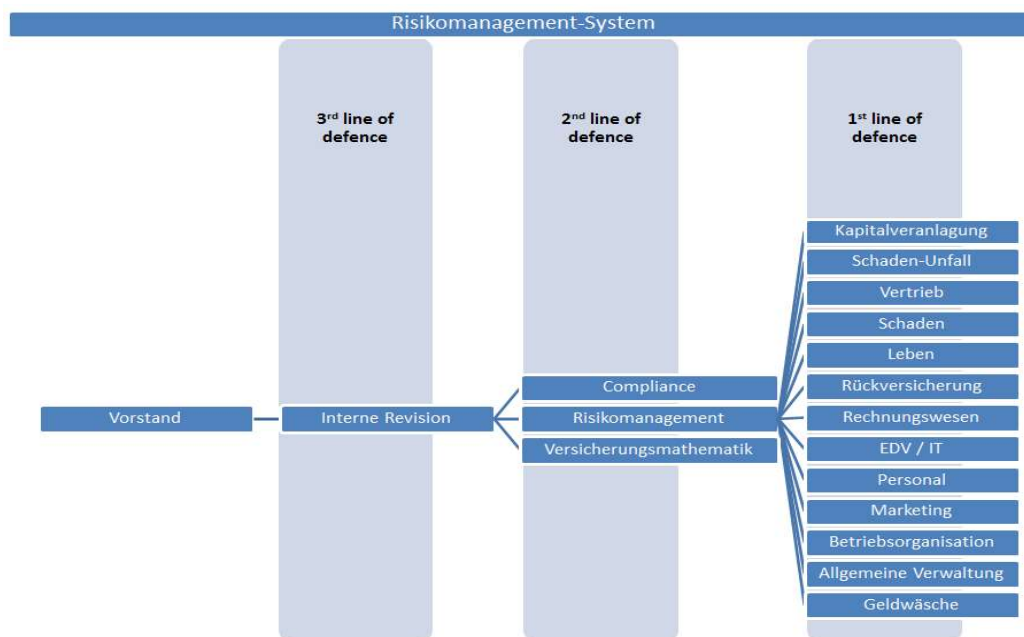 Risikomanagement-System
3rd line of
defence
2nd line of
defence
1st line of
defence
Vorstand
Interne Revision
Compliance
Risikomanagement
Versicherungsmathematik
Kapitalveranlagung
Schaden-Unfall
Vertrieb
Schaden
Leben
Rückversicherung
Rechnungswesen
EDV / IT
Personal
Marketing
Betriebsorganisation
Allgemeine Verwaltung
Geldwäsche